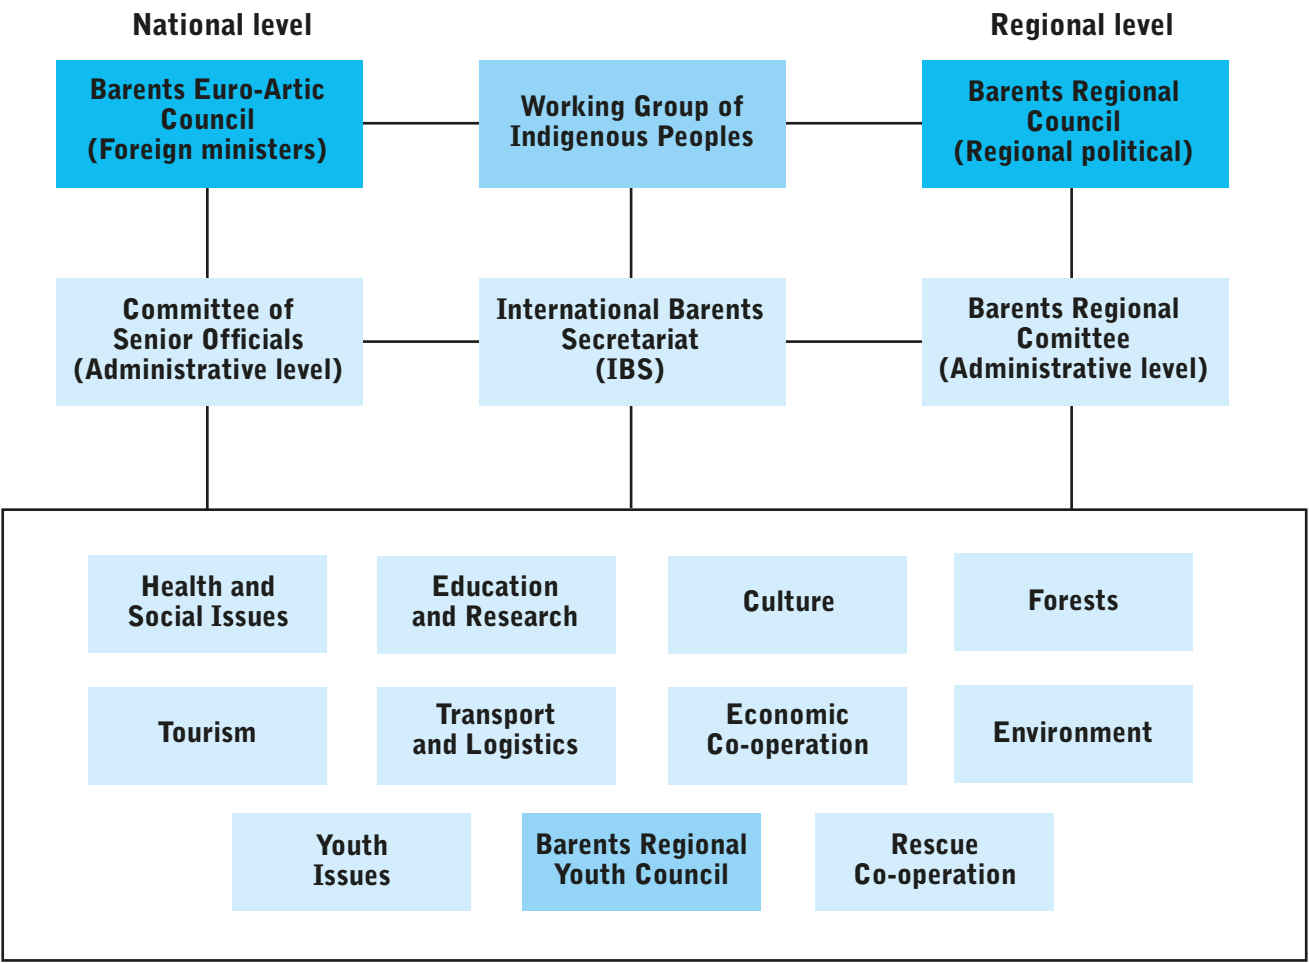 National level
Regional level
Barents Euro-Artic
Council
(Foreign ministers)
Working Group of
Indigenous Peoples
Barents Regional
Council
(Regional political)
Committee of
Senior Officials
(Administrative level)
International Barents
Secretariat
(IBS)
Barents Regional
Comittee
(Administrative level)
Health and
Social Issues
Education
and Research
Culture
Forests
Tourism
Transport
and Logistics
Economic
Co-operation
Environment
Youth
Issues
Barents Regional
Youth Council
Rescue
Co-operation